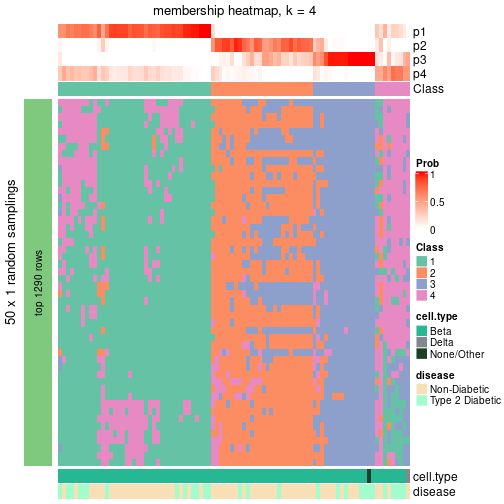 membership heatmap, k = 4
p1
p2
p3
p4
Class
50 x 1 random samplings
top 1290 rows
Prob
1
0.5
0
Class
1
2
3
4
cell.type
Beta
Delta
None/Other
disease
Non-Diabetic
Type 2 Diabetic
cell.type
disease